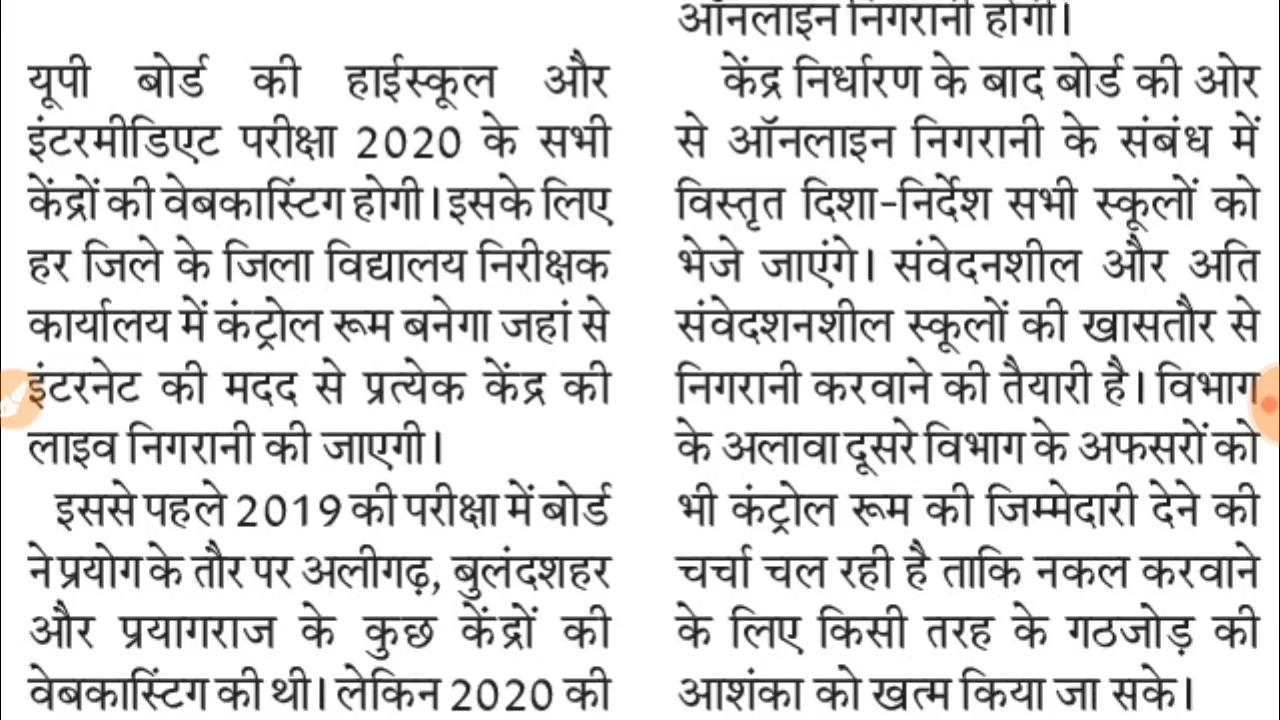 यूपी बोर्ड की हाईस्कूल और
इंटरमीडिएट परीक्षा 2020 के सभी
केंद्रों की वेबकास्टिंग होगी। इसके लिए
हर जिले के जिला विद्यालय निरीक्षक
कार्यालय में कंट्रोल रूम बनेगा जहां से
इंटरनेट की मदद से प्रत्येक केंद्र की
लाइव निगरानी की जाएगी।
इससे पहले 2019 की परीक्षा में बोर्ड
ने प्रयोग के तौर पर अलीगढ़, बुलंदशहर
और प्रयागराज के कुछ केंद्रों की
वेबकास्टिंग की थी। लेकिन 2020 की
ऑनलाइन निगरानी होगी।
केंद्र निर्धारण के बाद बोर्ड की ओर
से ऑनलाइन निगरानी के संबंध में
विस्तृत दिशा-निर्देश सभी स्कूलों को
भेजे जाएंगे। संवेदनशील और अति
संवेदशनशील स्कूलों की खासतौर से
निगरानी करवाने की तैयारी है। विभाग
के अलावा दूसरे विभाग के अफसरों को
भी कंट्रोल रूम की जिम्मेदारी देने की
चर्चा चल रही है ताकि नकल करवाने
के लिए किसी तरह के गठजोड़ की
आशंका को खत्म किया जा सके।